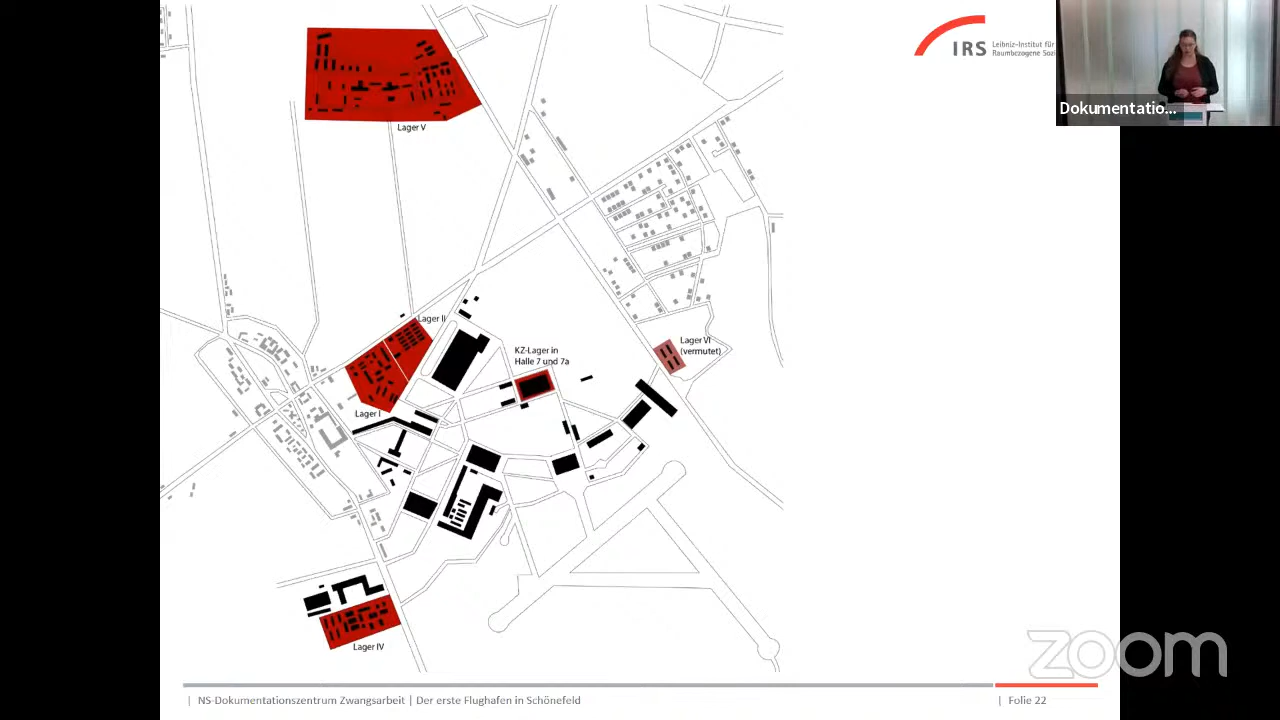 IRS
Leibniz-Institut für
Raumbezogene
Dokumentatio...
Lager V
Lager II
KZ-Lager in
Halle 7 und 7a
Lager VI
(vermutet)
Lager I
Lager IV
zoom
| NS-Dokumentationszentrum Zwangsarbeit | Der erste Flughafen in Schönefeld
| Folie 22